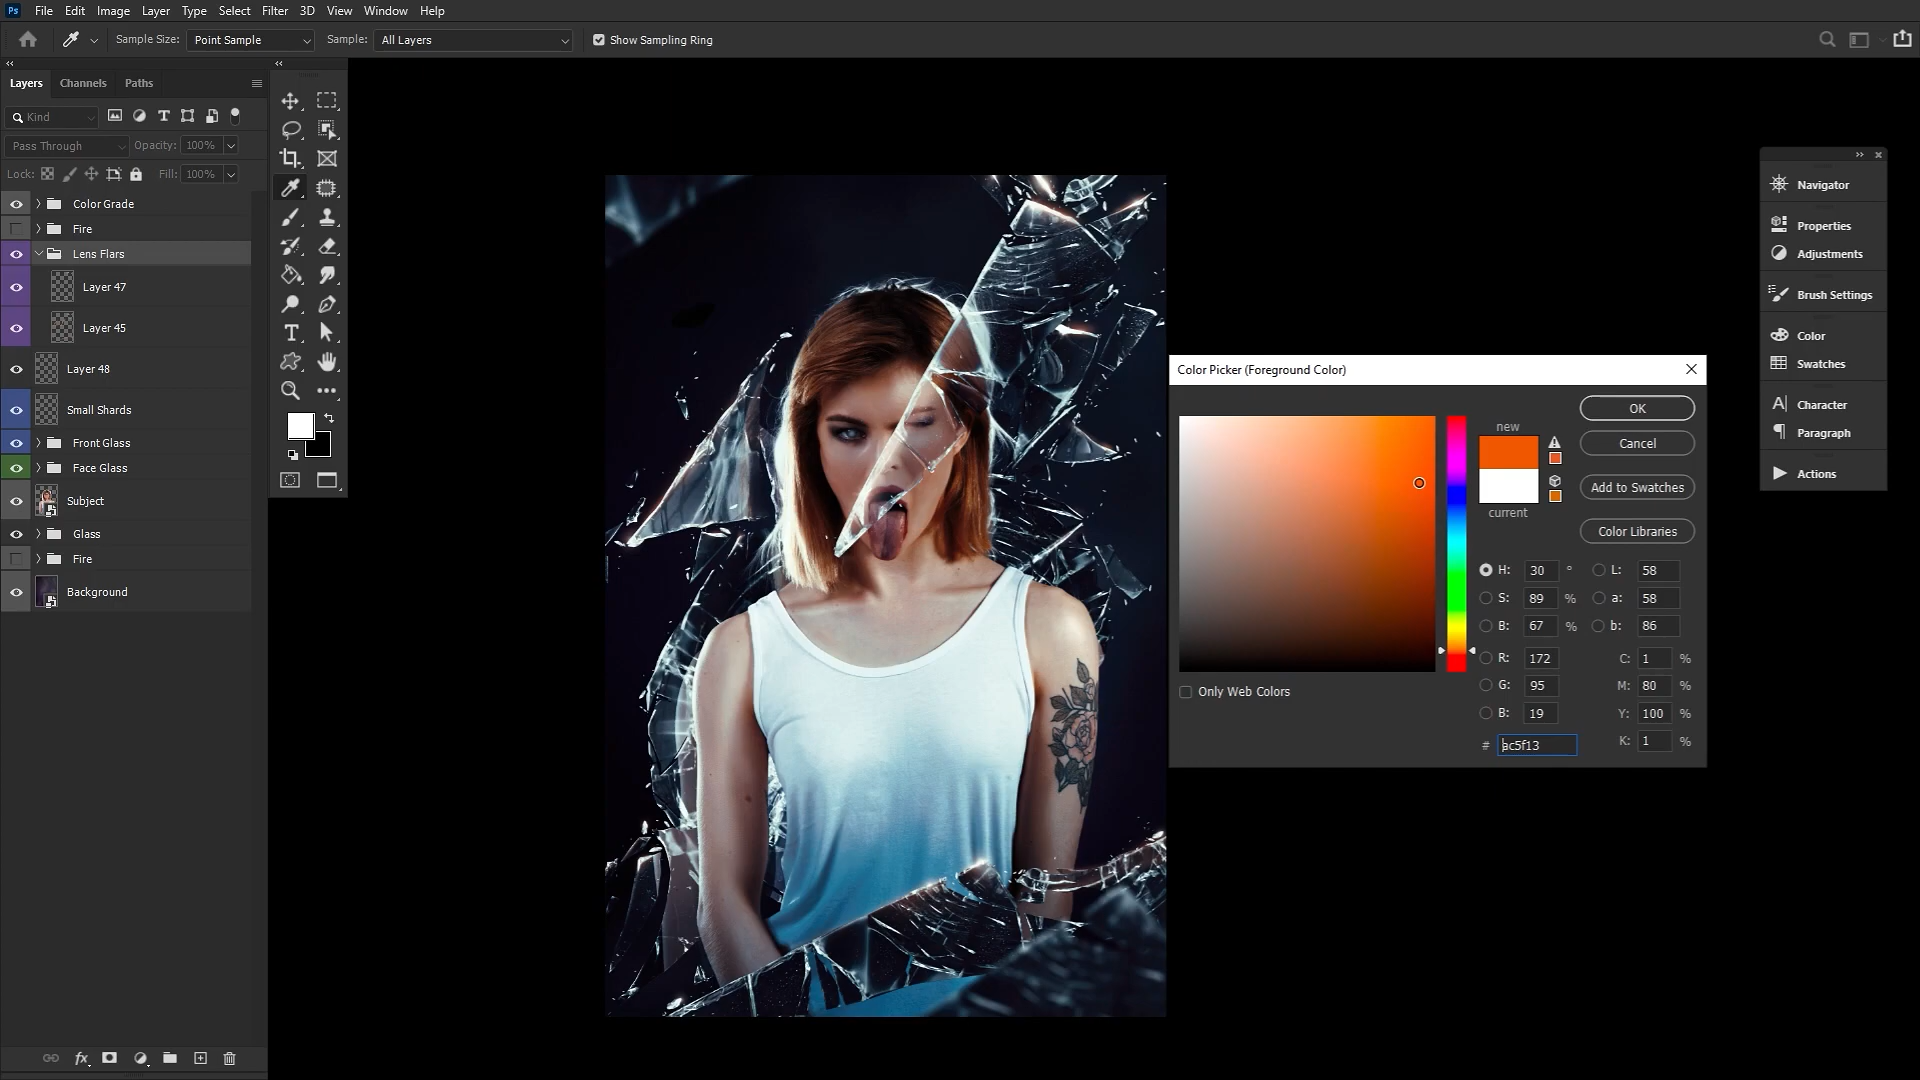 Ps File Edit Image Layer Type Select Filter 3D View Window Help
Sample Size: Point Sample Sample: All Layers Show Sampling Ring
Layers Channels Paths
Kind
Pass Through Opacity: 100%
Lock: Fill: 100%
Color Grade
Fire
Lens Flars
Layer 47
Layer 45
Layer 48
Small Shards
Front Glass
Face Glass
Subject
Glass
Fire
Background
fx
Color Picker (Foreground Color)
new
current
OK
Cancel
Add to Swatches
Color Libraries
H: 30 ° L: 58
S: 89 % a: 58
B: 67 % b: 86
R: 172 C: 1 %
G: 95 M: 80 %
B: 19 Y: 100 %
# ac5f13 K: 1 %
Only Web Colors
Navigator
Properties
Adjustments
Brush Settings
Color
Swatches
Character
Paragraph
Actions